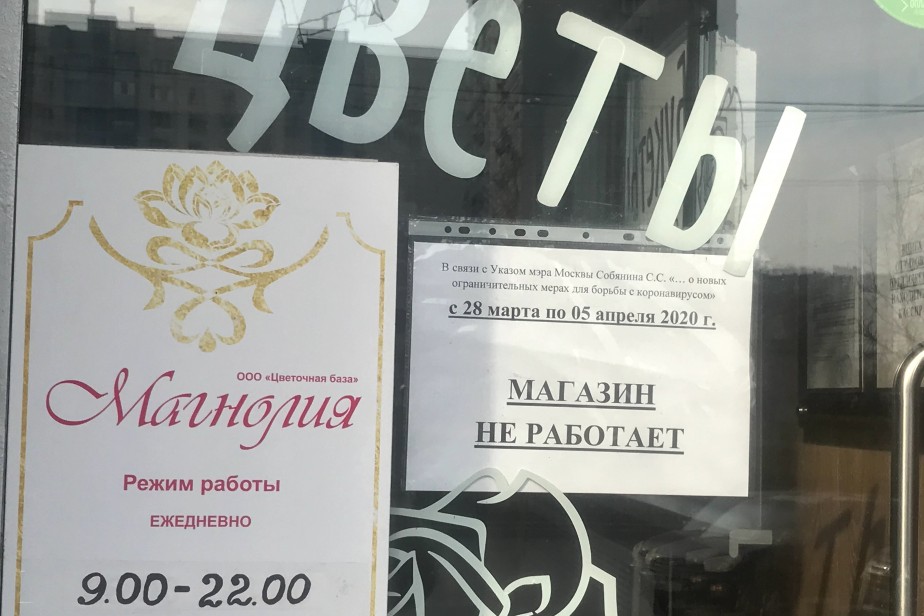 цветы
ООО «Цветочная база»
Магнолия
Режим работы
ЕЖЕДНЕВНО
9.00-22.00
В связи с Указом мэра Москвы Собянина С.С. «… о новых
ограничительных мерах для борьбы с коронавирусом»
с 28 марта по 05 апреля 2020 г.
МАГАЗИН
НЕ РАБОТАЕТ